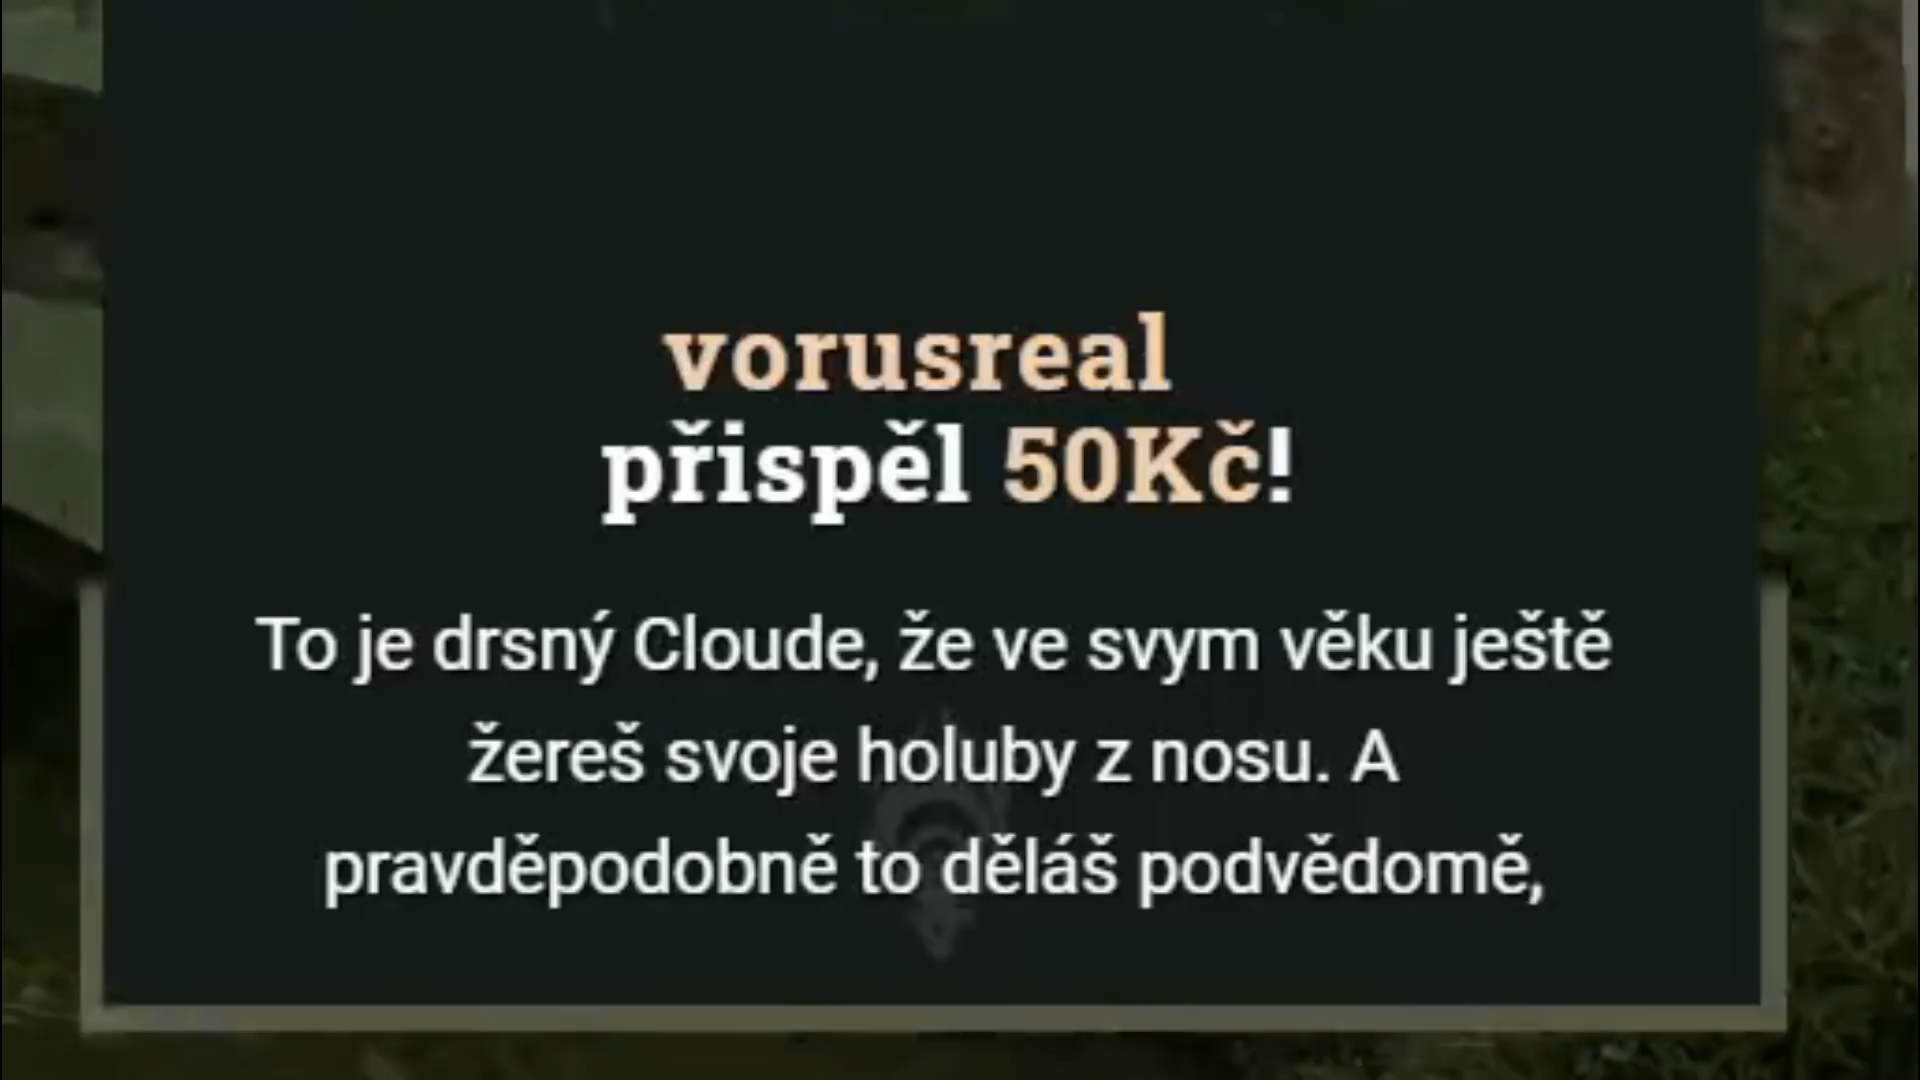 vorusreal
přispěl 50Kč!
To je drsný Cloude, že ve svym věku ještě
žereš svoje holuby z nosu. A
pravděpodobně to děláš podvědomě,